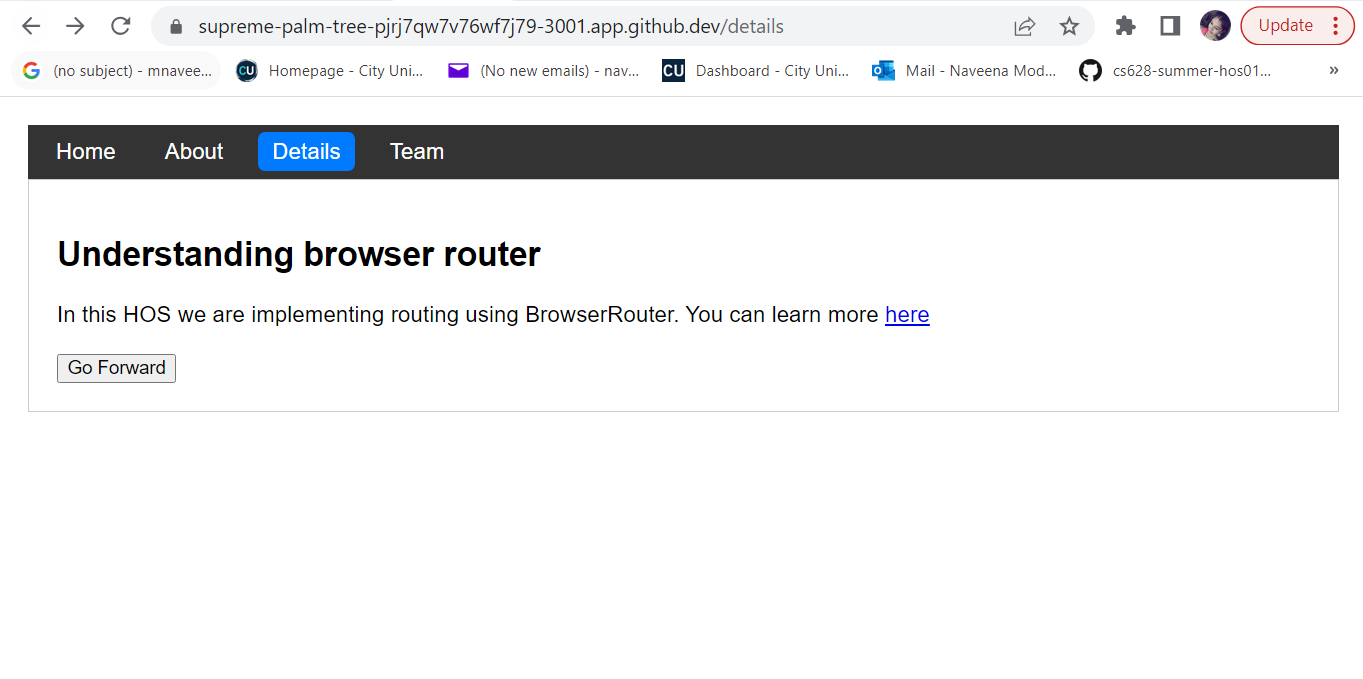 supreme-palm-tree-pjrj7qw7v76wf7j79-3001.app.github.dev/details Update
(no subject) - mnavee... CU Homepage - City Uni... (No new emails) - nav... CU Dashboard - City Uni... Mail - Naveena Mod... cs628-summer-hos01... »
Home About Details Team
Understanding browser router
In this HOS we are implementing routing using BrowserRouter. You can learn more here
Go Forward